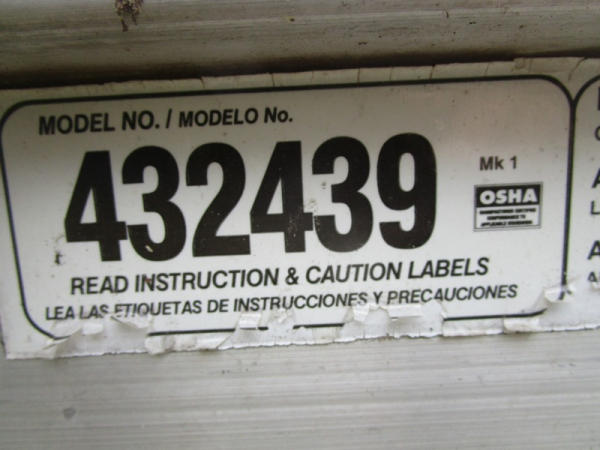 MODEL NO. / MODELO No.
432439
Mk 1
OSHA
READ INSTRUCTION & CAUTION LABELS
LEA LAS ETIQUETAS DE INSTRUCCIONES Y PRECAUCIONES